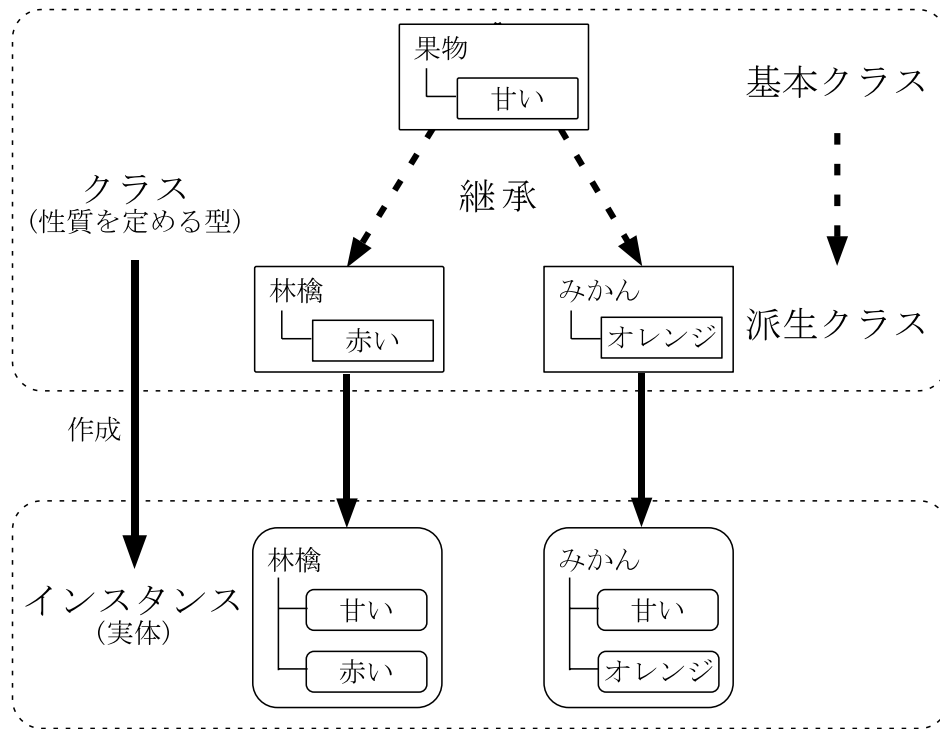 果物
甘い
基本クラス
クラス
(性質を定める型)
継承
林檎
赤い
みかん
オレンジ
派生クラス
作成
インスタンス
(実体)
林檎
甘い
赤い
みかん
甘い
オレンジ